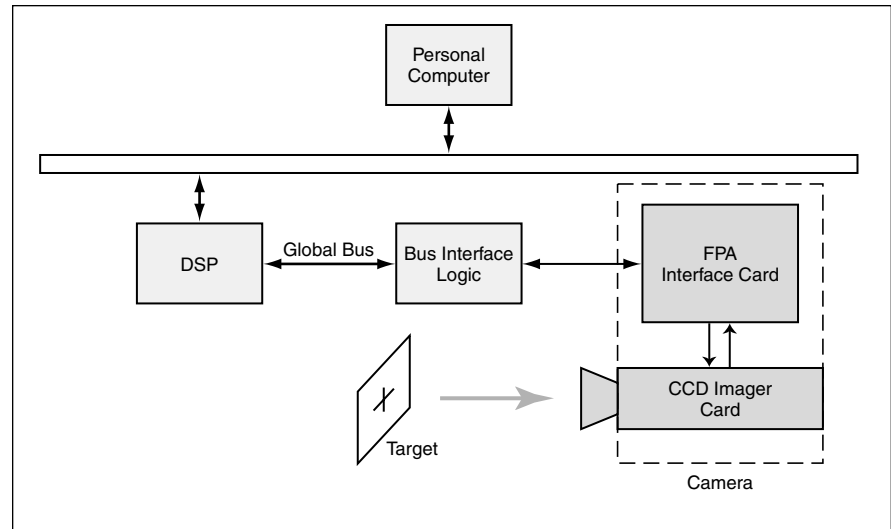 Personal
Computer
DSP
Global Bus
Bus Interface
Logic
FPA
Interface Card
CCD Imager
Card
Target
Camera